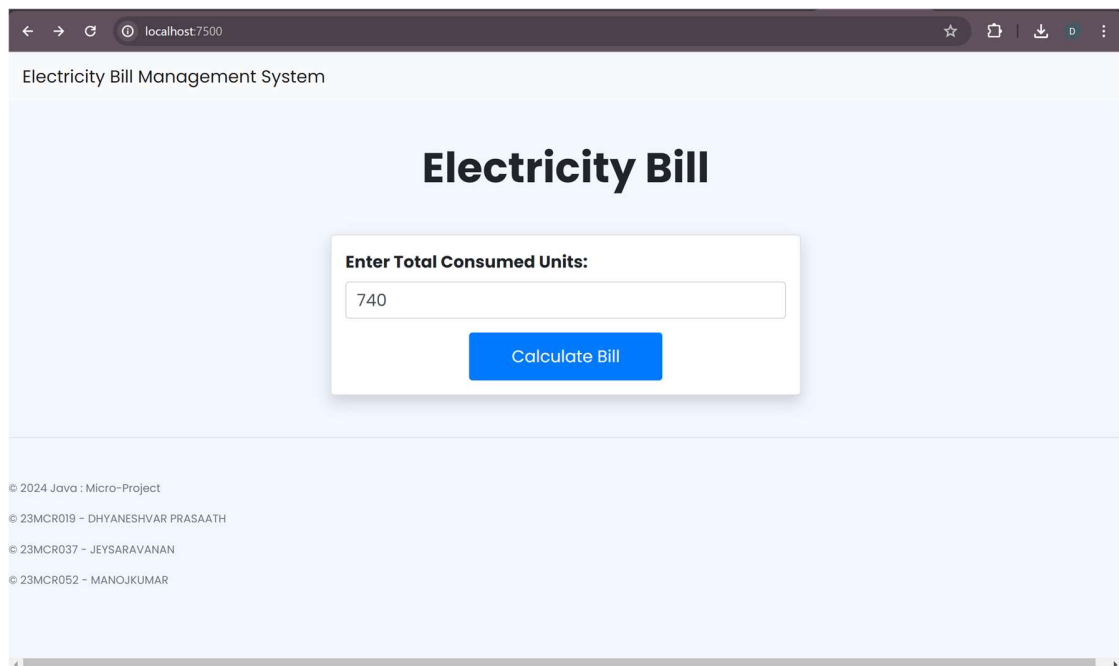 localhost:7500
D
Electricity Bill Management System
Electricity Bill
Enter Total Consumed Units:
740
Calculate Bill
© 2024 Java : Micro-Project
© 23MCR019 - DHYANESHVAR PRASAATH
© 23MCR037 - JEYSARAVANAN
© 23MCR052 - MANOJKUMAR